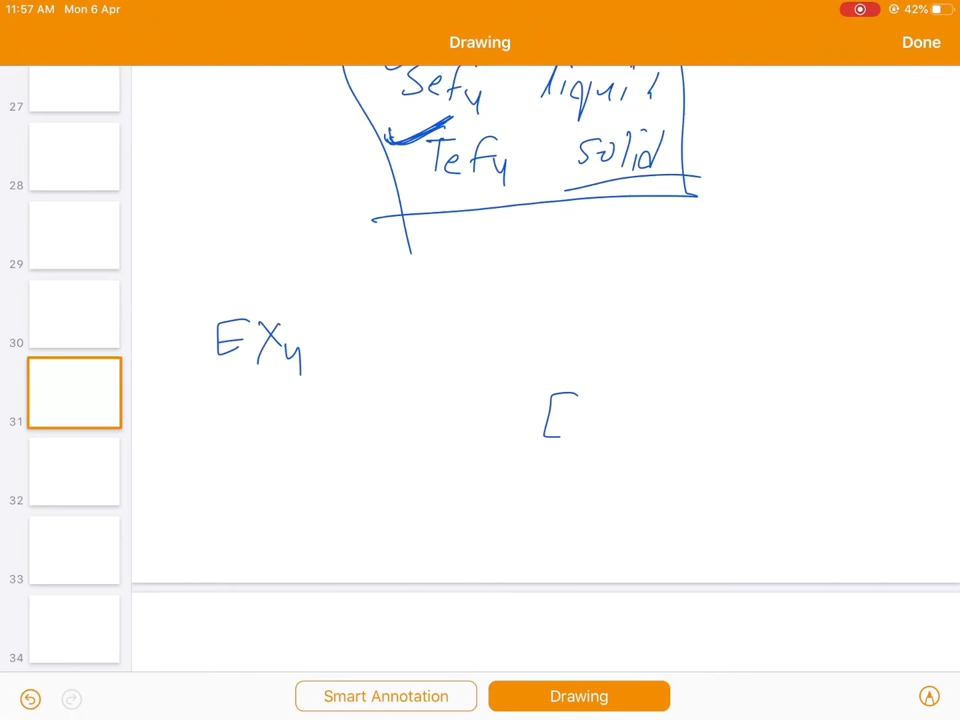 11:57 AM Mon 6 Apr 42%
Drawing Done
27
SeF4 liquid
TeF4 solid
28
29
30
EX4
31
[
32
33
34
Smart Annotation Drawing